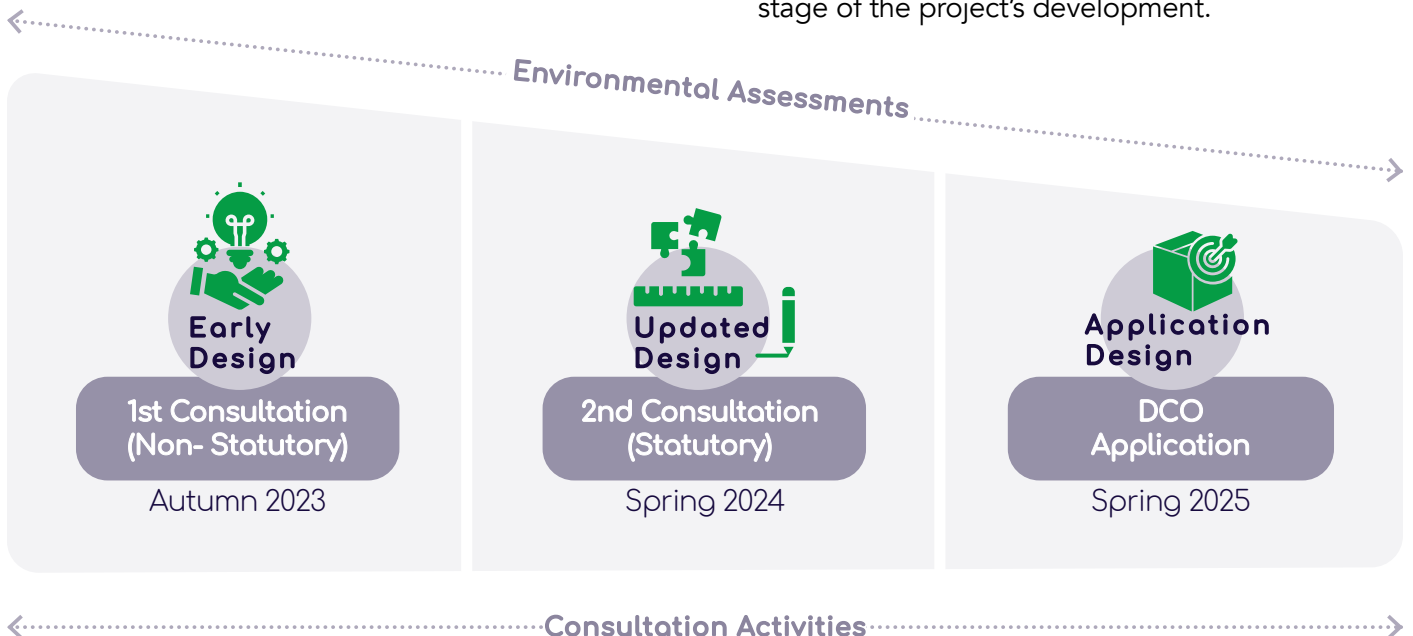 stage of the project's development.
Environmental Assessments
Early
Design
1st Consultation
(Non- Statutory)
Autumn 2023
Updated
Design
2nd Consultation
(Statutory)
Spring 2024
Application
Design
DCO
Application
Spring 2025
Consultation Activities